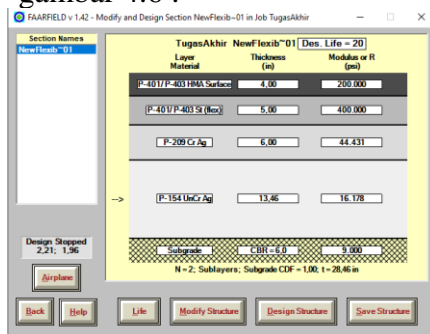 gambar 4.8 .
FAARFIELD v 1.42 - Modify and Design Section NewFlexib~01 in Job TugasAkhir
Section Names
NewFlexib~01
TugasAkhir NewFlexib~01 Des. Life = 20
Layer Material Thickness (in) Modulus or R (psi)
P-401/ P-403 HMA Surface 4,00 200.000
P-401/ P-403 St (flex) 5,00 400.000
P-209 Cr Ag 6,00 44.431
--> P-154 UnCr Ag 13,46 16.178
Subgrade CBR = 6,0 9.000
N = 2; Sublayers; Subgrade CDF = 1,00; t = 28,46 in
Design Stopped
2,21; 1,96
Airplane
Back Help Life Modify Structure Design Structure Save Structure